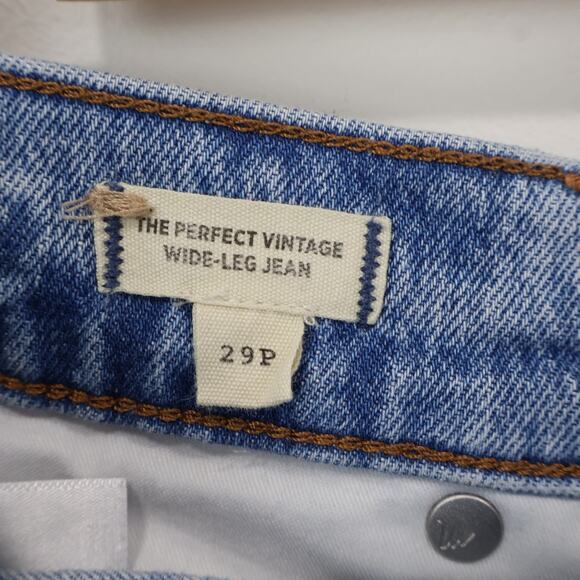 THE PERFECT VINTAGE
WIDE-LEG JEAN
29P